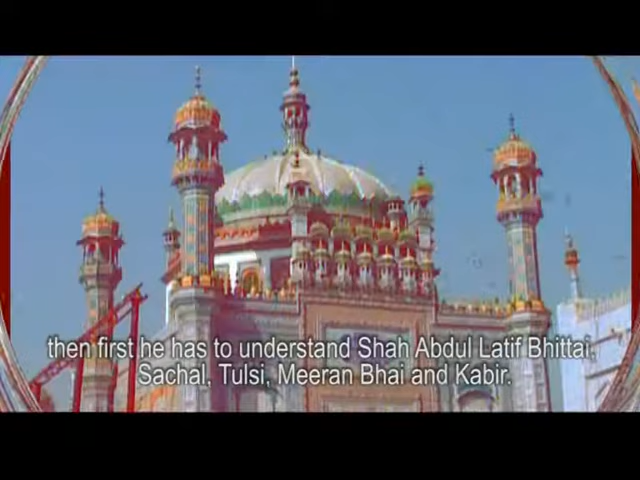 then first he has to understand Shah Abdul Latif Bhittai,
Sachal, Tulsi, Meeran Bhai and Kabir.